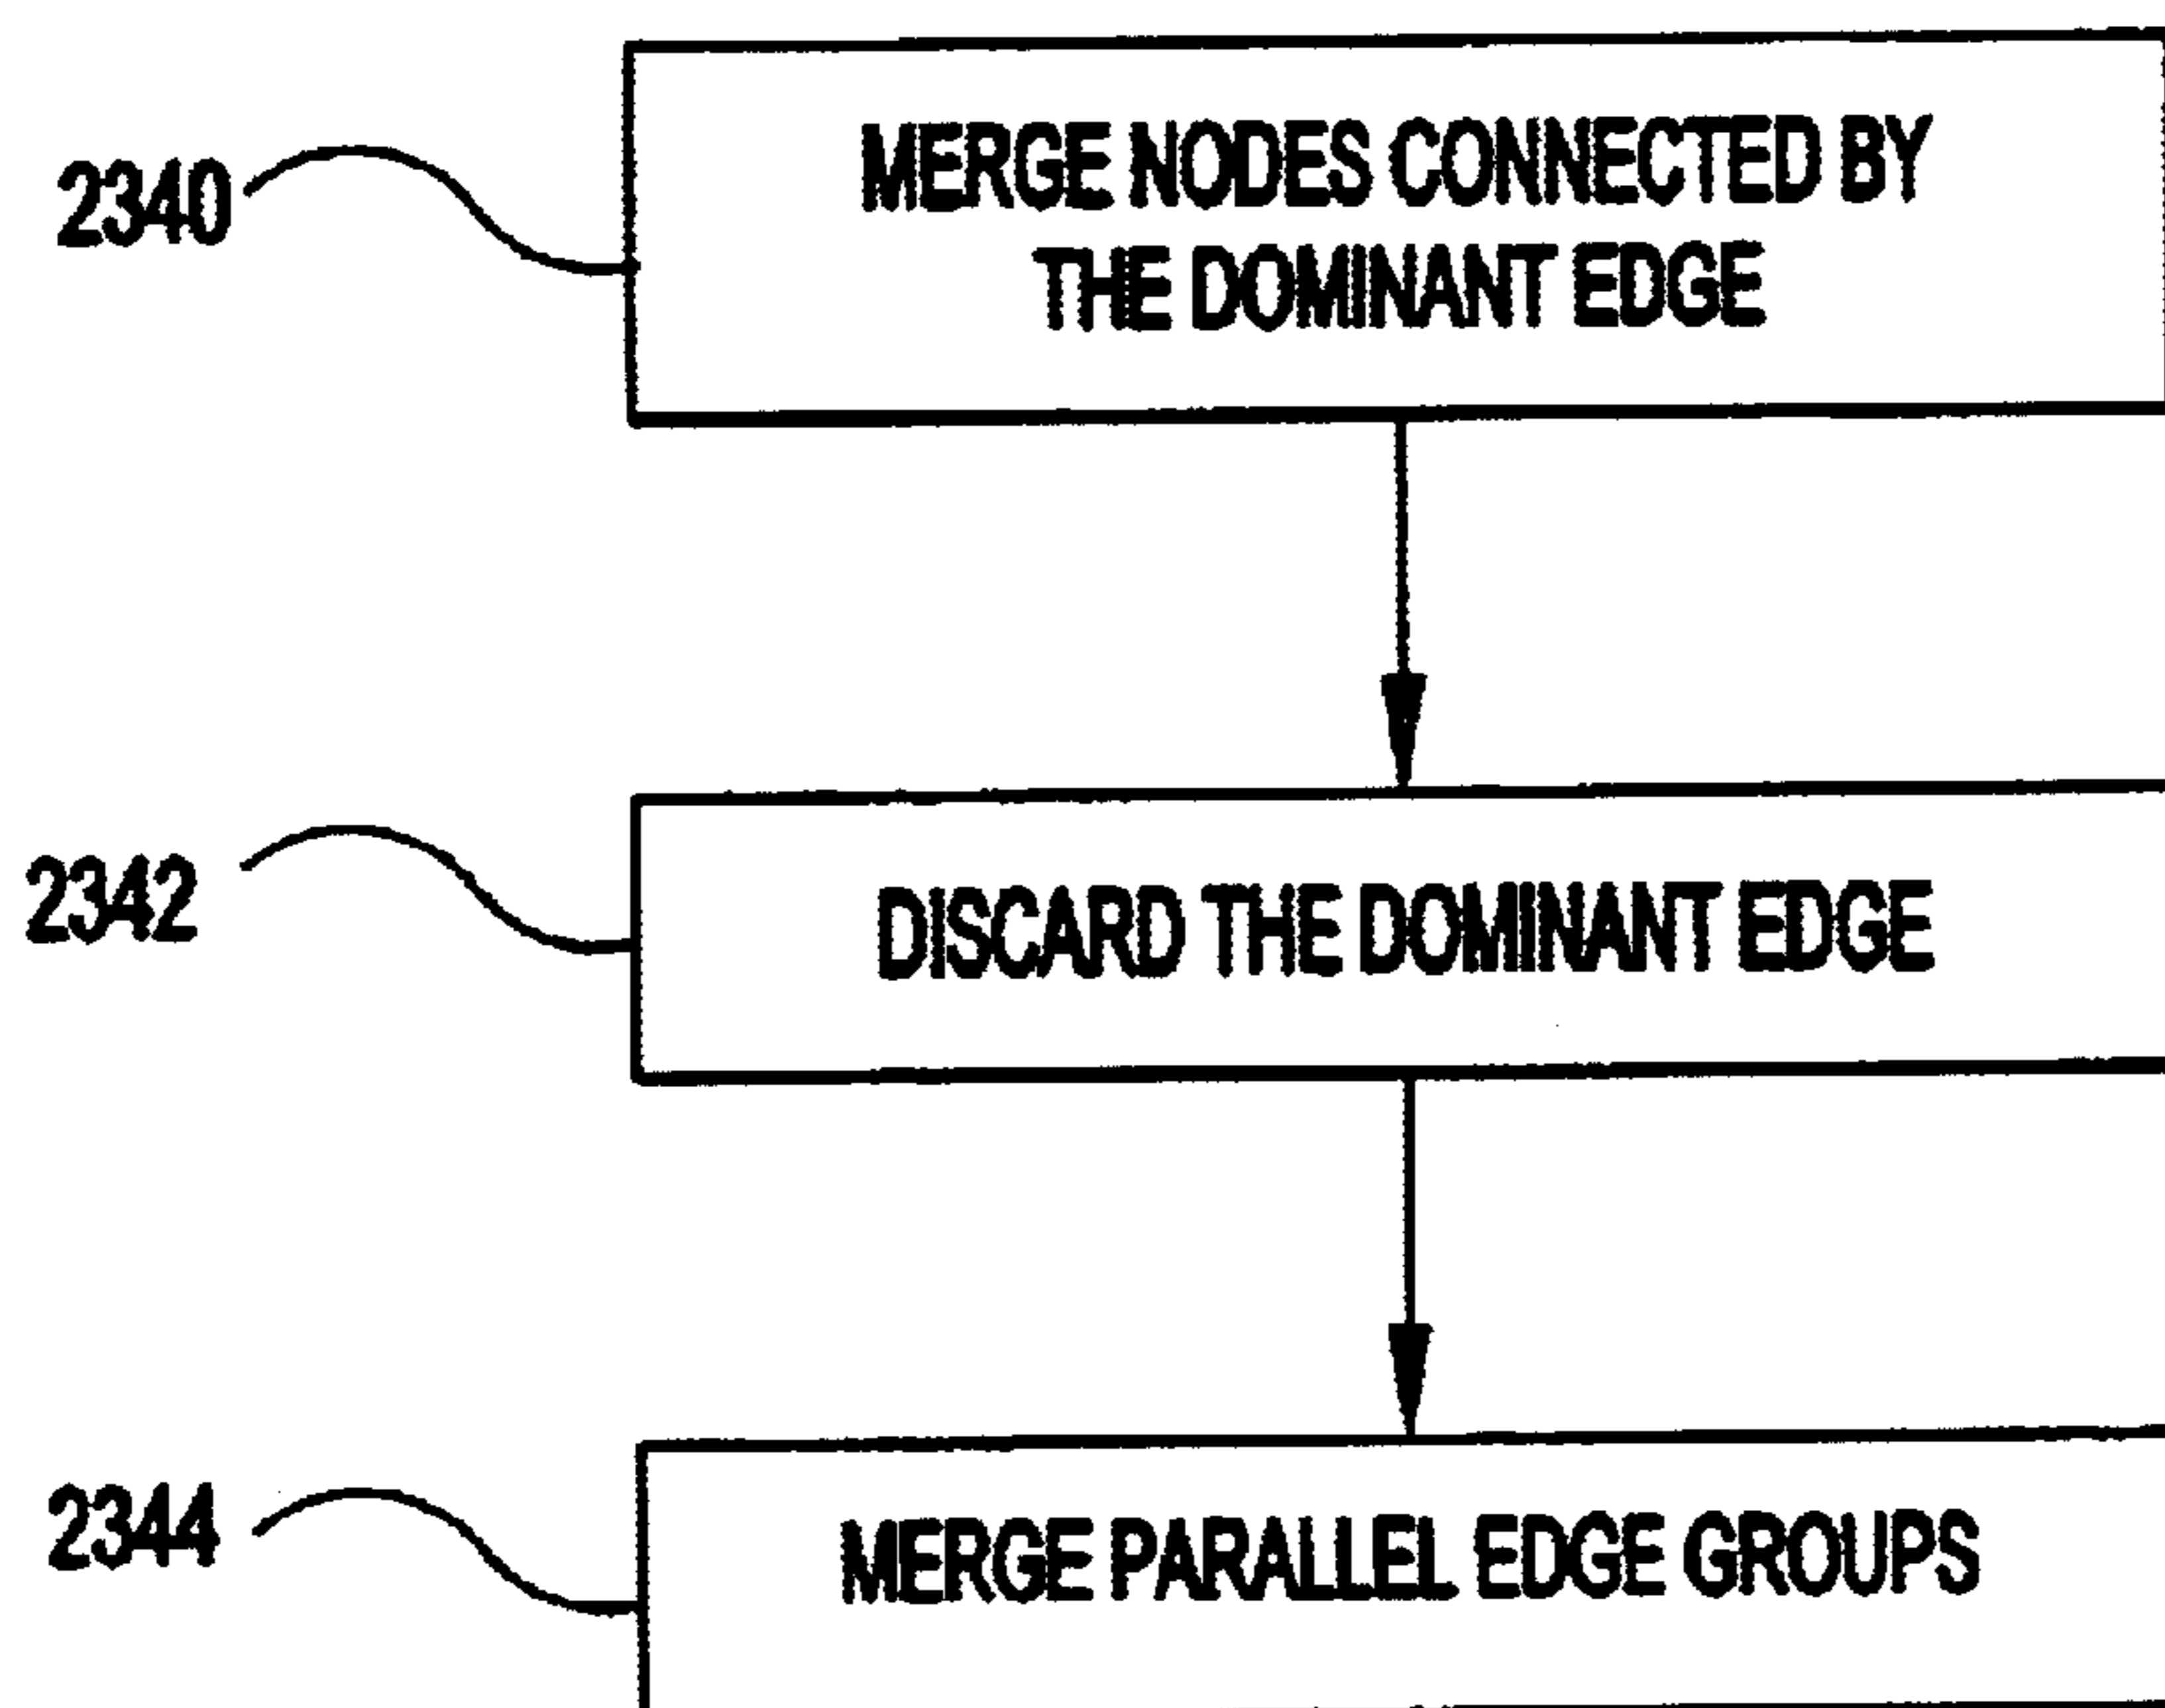 2340
MERGE NODES CONNECTED BY
THE DOMINANT EDGE
2342
DISCARD THE DOMINANT EDGE
2344
MERGE PARALLEL EDGE GROUPS